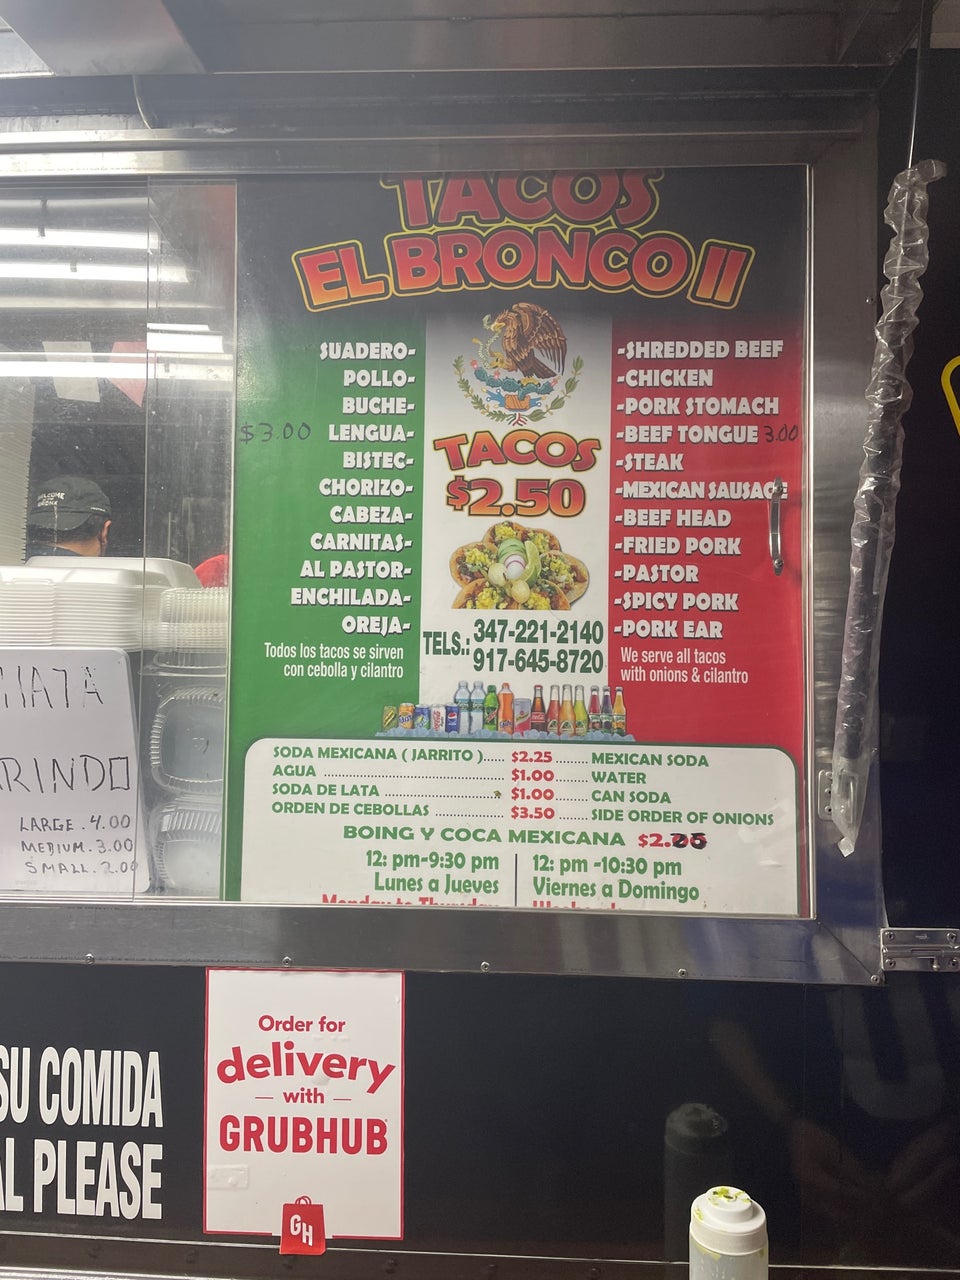 TACOS
EL BRONCO II
SUADERO-
-SHREDDED BEEF
POLLO-
-CHICKEN
BUCHE-
-PORK STOMACH
$3.00 LENGUA-
-BEEF TONGUE 3.00
BISTEC-
-STEAK
CHORIZO-
-MEXICAN SAUSAGE
CABEZA-
-BEEF HEAD
CARNITAS-
-FRIED PORK
AL PASTOR-
-PASTOR
ENCHILADA-
-SPICY PORK
OREJA-
-PORK EAR
Todos los tacos se sirven
con cebolla y cilantro
We serve all tacos
with onions & cilantro
TACOS
$2.50
TELS.: 347-221-2140
917-645-8720
SODA MEXICANA ( JARRITO )..... $2.25 ...... MEXICAN SODA
AGUA ........ $1.00 ...... WATER
SODA DE LATA ........ $1.00 ...... CAN SODA
ORDEN DE CEBOLLAS ........ $3.50 ...... SIDE ORDER OF ONIONS
BOING Y COCA MEXICANA $2.
12: pm-9:30 pm
Lunes a Jueves
Monday to Thursday
12: pm -10:30 pm
Viernes a Domingo
WELCOME
RINDO
LARGE . 4.00
MEDIUM . 3.00
SMALL . 2.00
SU COMIDA
PLEASE
Order for
delivery
with
GRUBHUB
GH